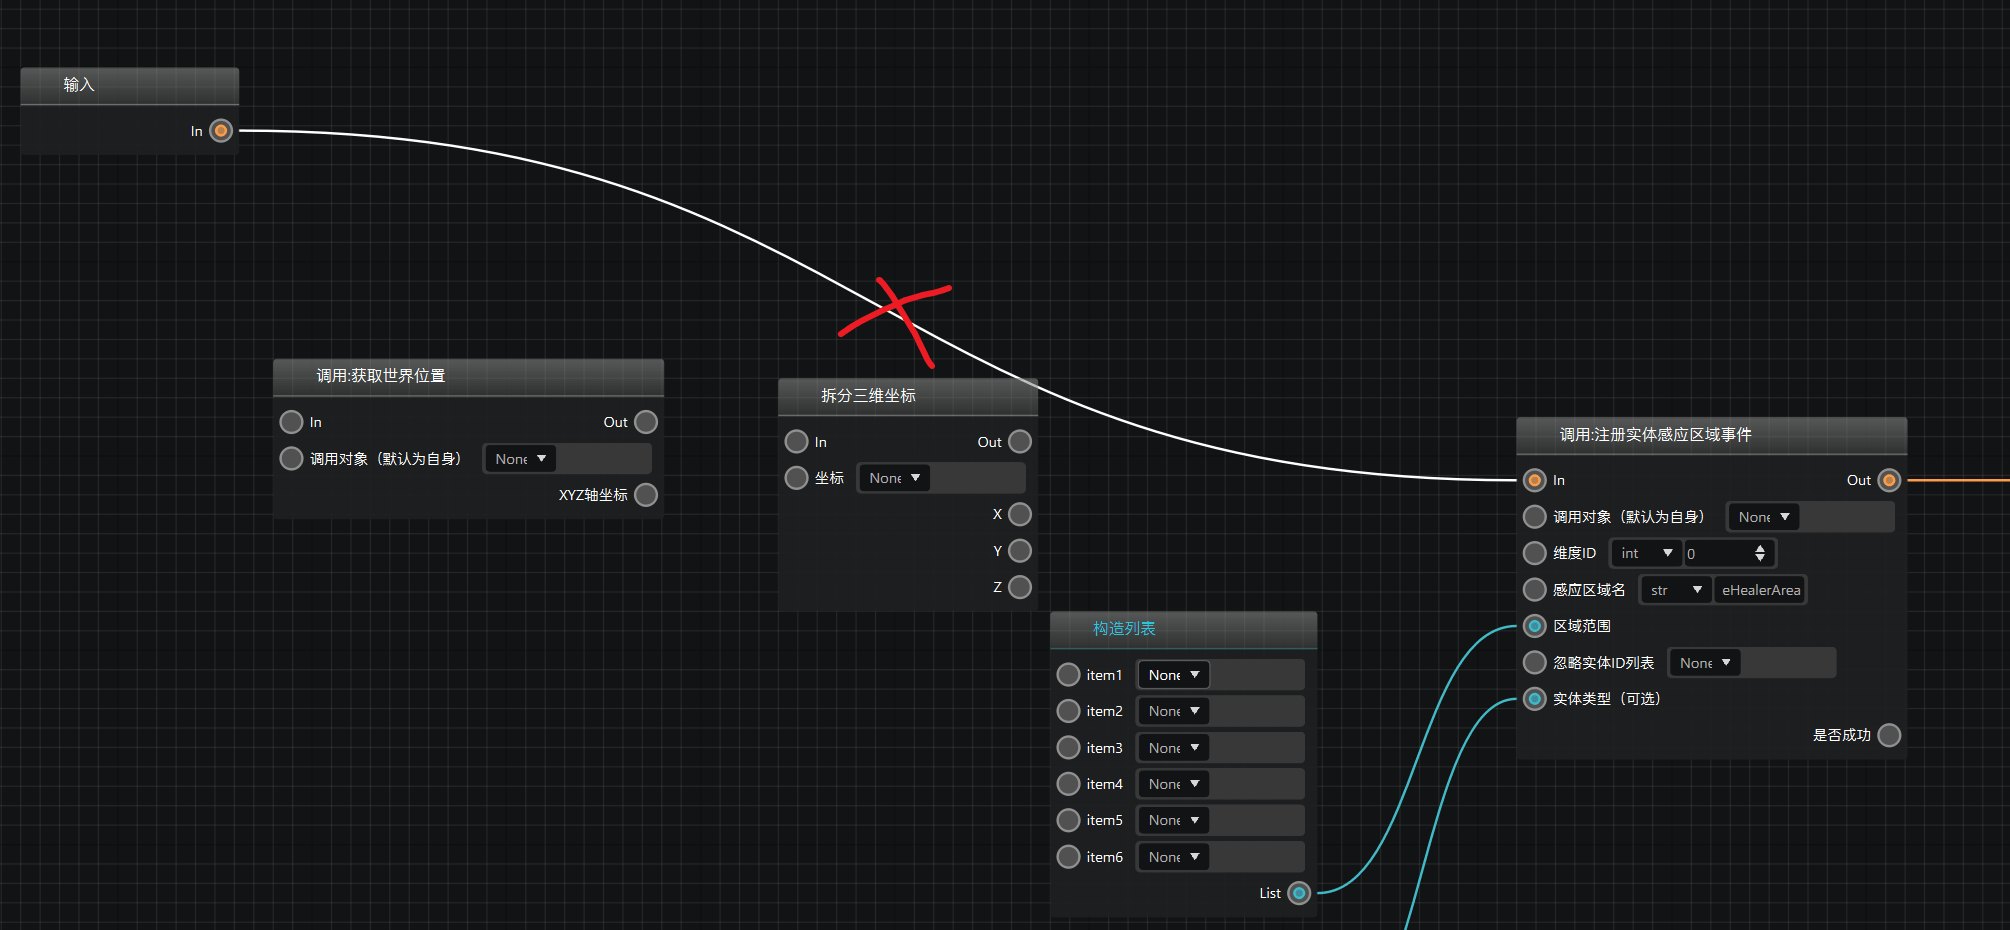 输入
In
调用:获取世界位置
In
Out
调用对象（默认为自身）
None
XYZ轴坐标
拆分三维坐标
In
Out
坐标
None
X
Y
Z
构造列表
item1
None
item2
None
item3
None
item4
None
item5
None
item6
None
List
调用:注册实体感应区域事件
In
Out
调用对象（默认为自身）
None
维度ID
int
0
感应区域名
str
eHealerArea
区域范围
忽略实体ID列表
None
实体类型（可选）
是否成功